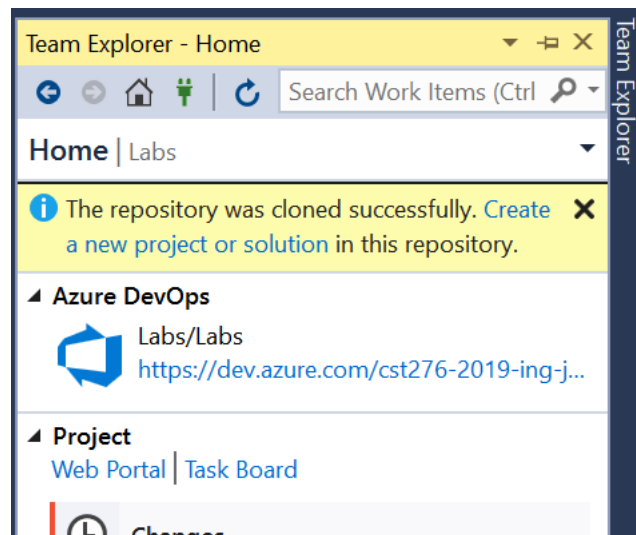 Team Explorer - Home
Search Work Items (Ctrl
Home | Labs
The repository was cloned successfully. Create
a new project or solution in this repository.
Azure DevOps
Labs/Labs
https://dev.azure.com/cst276-2019-ing-j...
Project
Web Portal | Task Board
Changes
Team Explorer